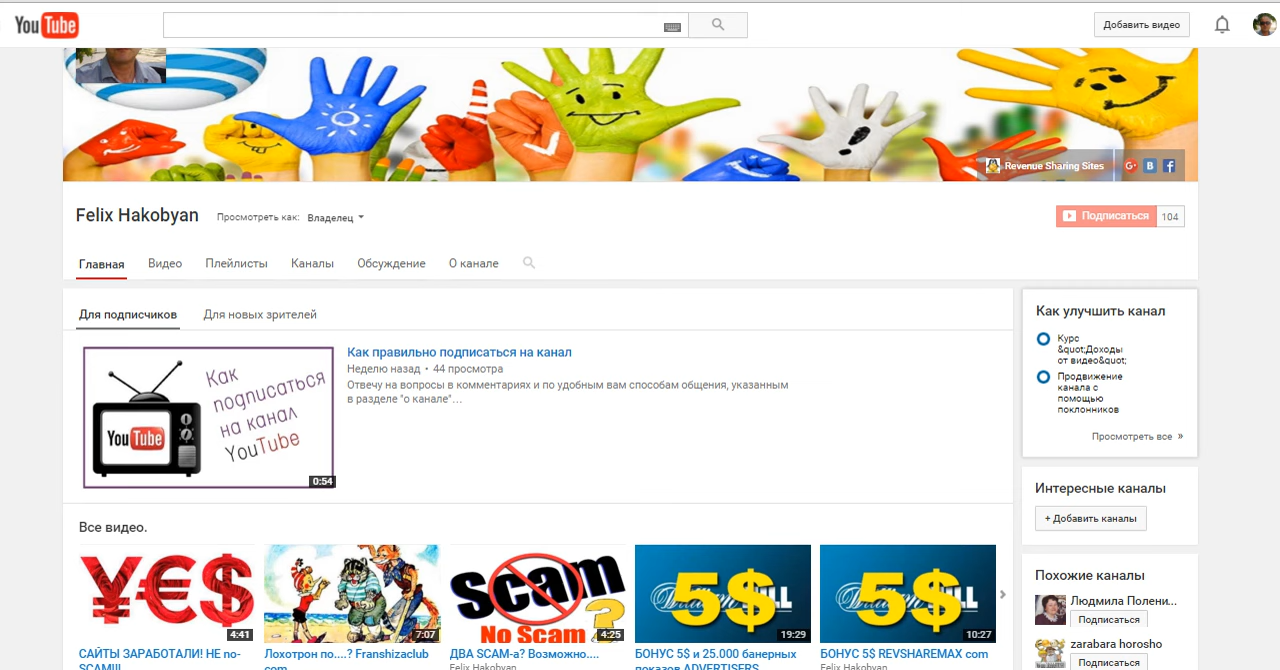 YouTube
Добавить видео
Revenue Sharing Sites
Felix Hakobyan
Просмотреть как: Владелец
Подписаться 104
Главная Видео Плейлисты Каналы Обсуждение О канале
Для подписчиков Для новых зрителей
Как
подписаться
на канал
YouTube
YouTube
0:54
Как правильно подписаться на канал
Неделю назад • 44 просмотра
Отвечу на вопросы в комментариях и по удобным вам способам общения, указанным
в разделе "о канале"…
Как улучшить канал
Курс
&quot;Доходы
от видео&quot;
Продвижение
канала с
помощью
поклонников
Просмотреть все »
Интересные каналы
+ Добавить каналы
Похожие каналы
Людмила Полени...
Подписаться
zarabara horosho
Подписаться
Все видео.
¥€$
4:41
САЙТЫ ЗАРАБОТАЛИ! НЕ no-
SCAM!!!
7:07
Лохотрон по....? Franshizaclub
com
Scam
?
No Scam
4:25
ДВА SCAM-а? Возможно....
Felix Hakobyan
5$
19:29
БОНУС 5$ и 25.000 банерных
показов ADVERTISERS
5$
10:27
БОНУС 5$ REVSHAREMAX com
Felix Hakobyan